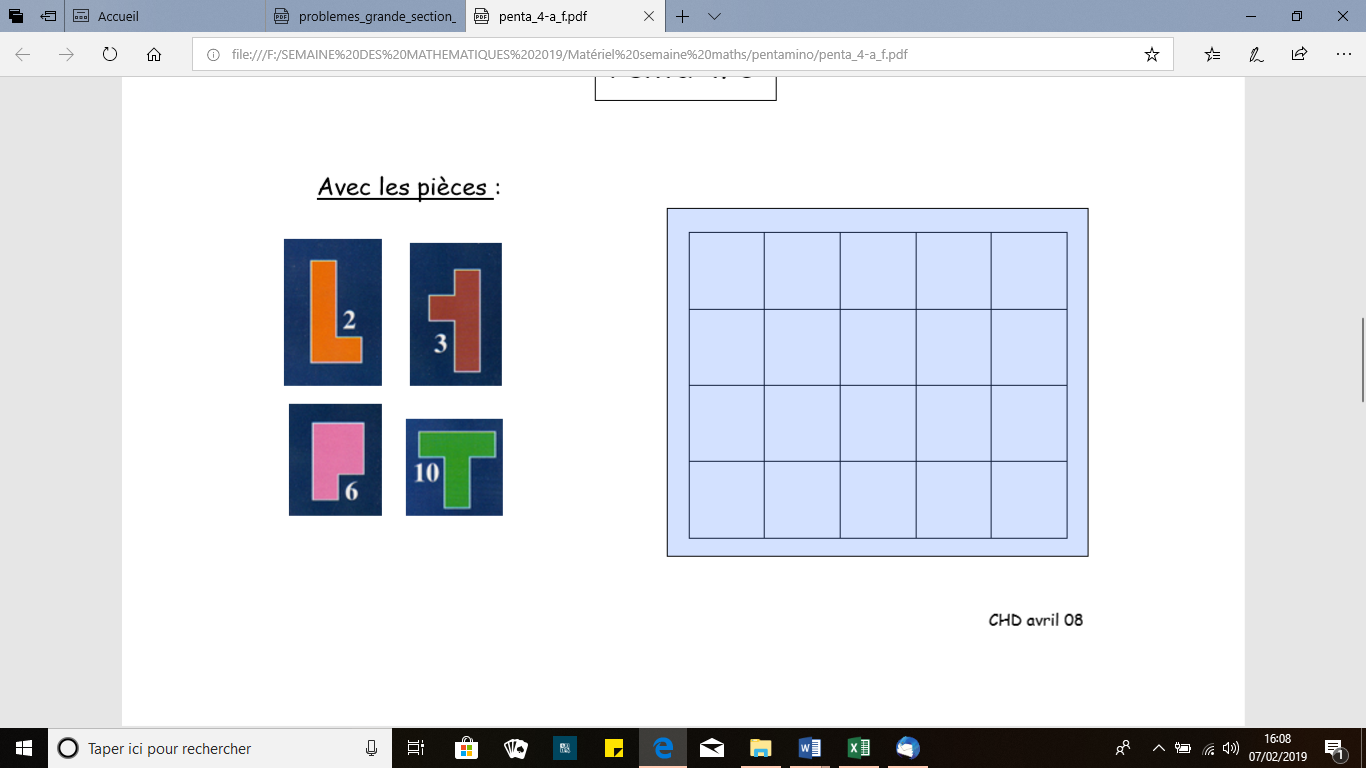 Accueil
problemes_grande_section_
penta_4-a_f.pdf
file:///F:/SEMAINE%20DES%20MATHEMATIQUES%202019/Matériel%20semaine%20maths/pentamino/penta_4-a_f.pdf
Avec les pièces :
2
3
6
10
CHD avril 08
Taper ici pour rechercher
16:08
07/02/2019
1